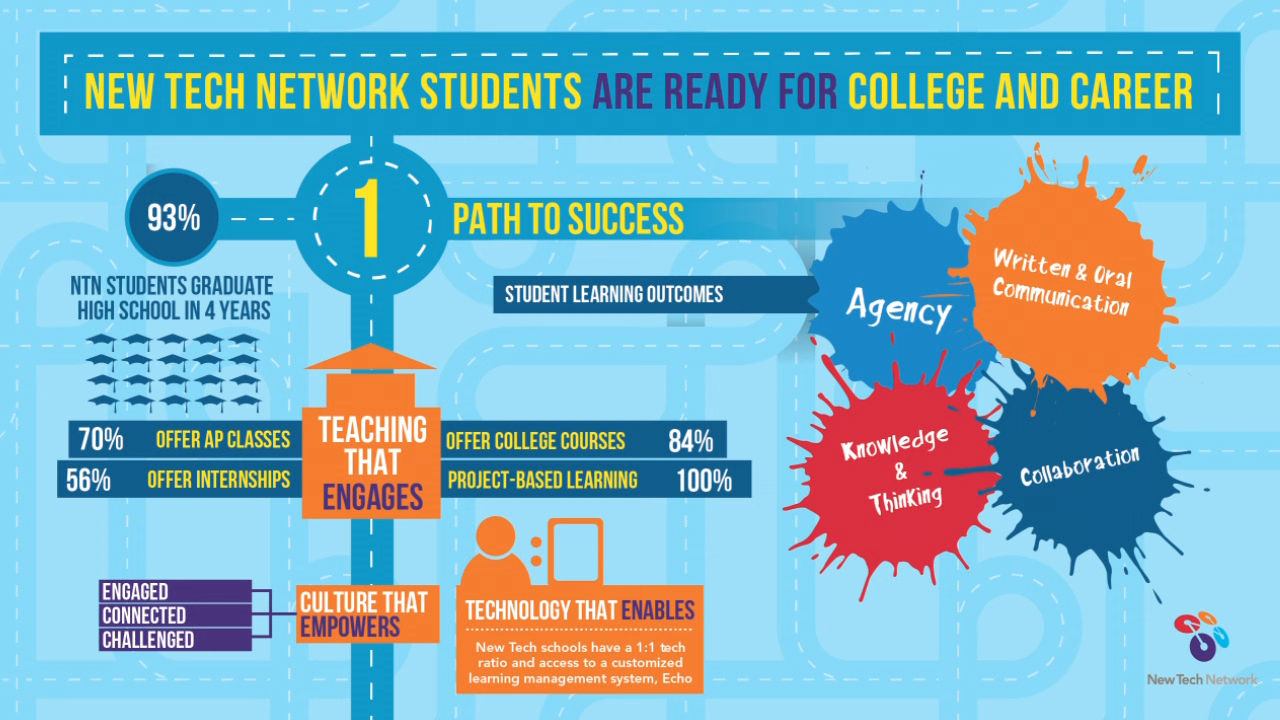 NEW TECH NETWORK STUDENTS ARE READY FOR COLLEGE AND CAREER
93%
1
PATH TO SUCCESS
NTN STUDENTS GRADUATE
HIGH SCHOOL IN 4 YEARS
STUDENT LEARNING OUTCOMES
Agency
Written & Oral
Communication
Knowledge
&
Thinking
Collaboration
TEACHING
THAT
ENGAGES
70% OFFER AP CLASSES
56% OFFER INTERNSHIPS
OFFER COLLEGE COURSES 84%
PROJECT-BASED LEARNING 100%
ENGAGED
CONNECTED
CHALLENGED
CULTURE THAT
EMPOWERS
TECHNOLOGY THAT ENABLES
New Tech schools have a 1:1 tech
ratio and access to a customized
learning management system, Echo
New Tech Network